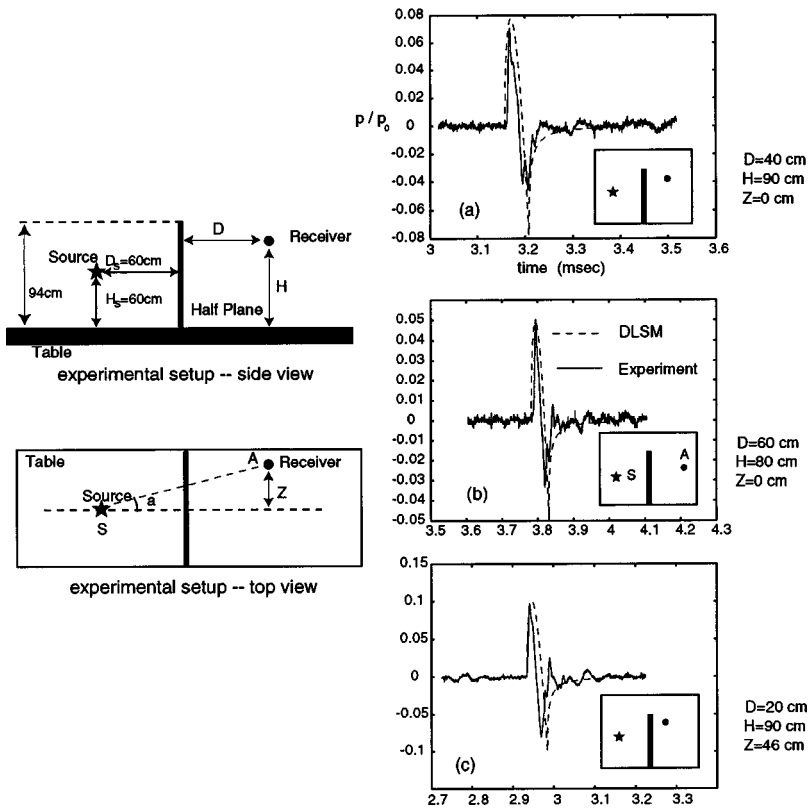 Source
Dₛ=60cm
94cm
Hₛ=60cm
D
Receiver
H
Half Plane
Table
experimental setup -- side view
Table
A
Receiver
Source
a
Z
S
experimental setup -- top view
0.08
0.06
0.04
0.02
p / p₀
0
-0.02
-0.04
-0.06
-0.08
(a)
3 3.1 3.2 3.3 3.4 3.5 3.6
time (msec)
D=40 cm
H=90 cm
Z=0 cm
0.05
0.04
0.03
0.02
0.01
0
-0.01
-0.02
-0.03
-0.04
-0.05
DLSM
Experiment
(b)
S
A
3.5 3.6 3.7 3.8 3.9 4 4.1 4.2 4.3
D=60 cm
H=80 cm
Z=0 cm
0.15
0.1
0.05
0
-0.05
-0.1
(c)
2.7 2.8 2.9 3 3.1 3.2 3.3
D=20 cm
H=90 cm
Z=46 cm